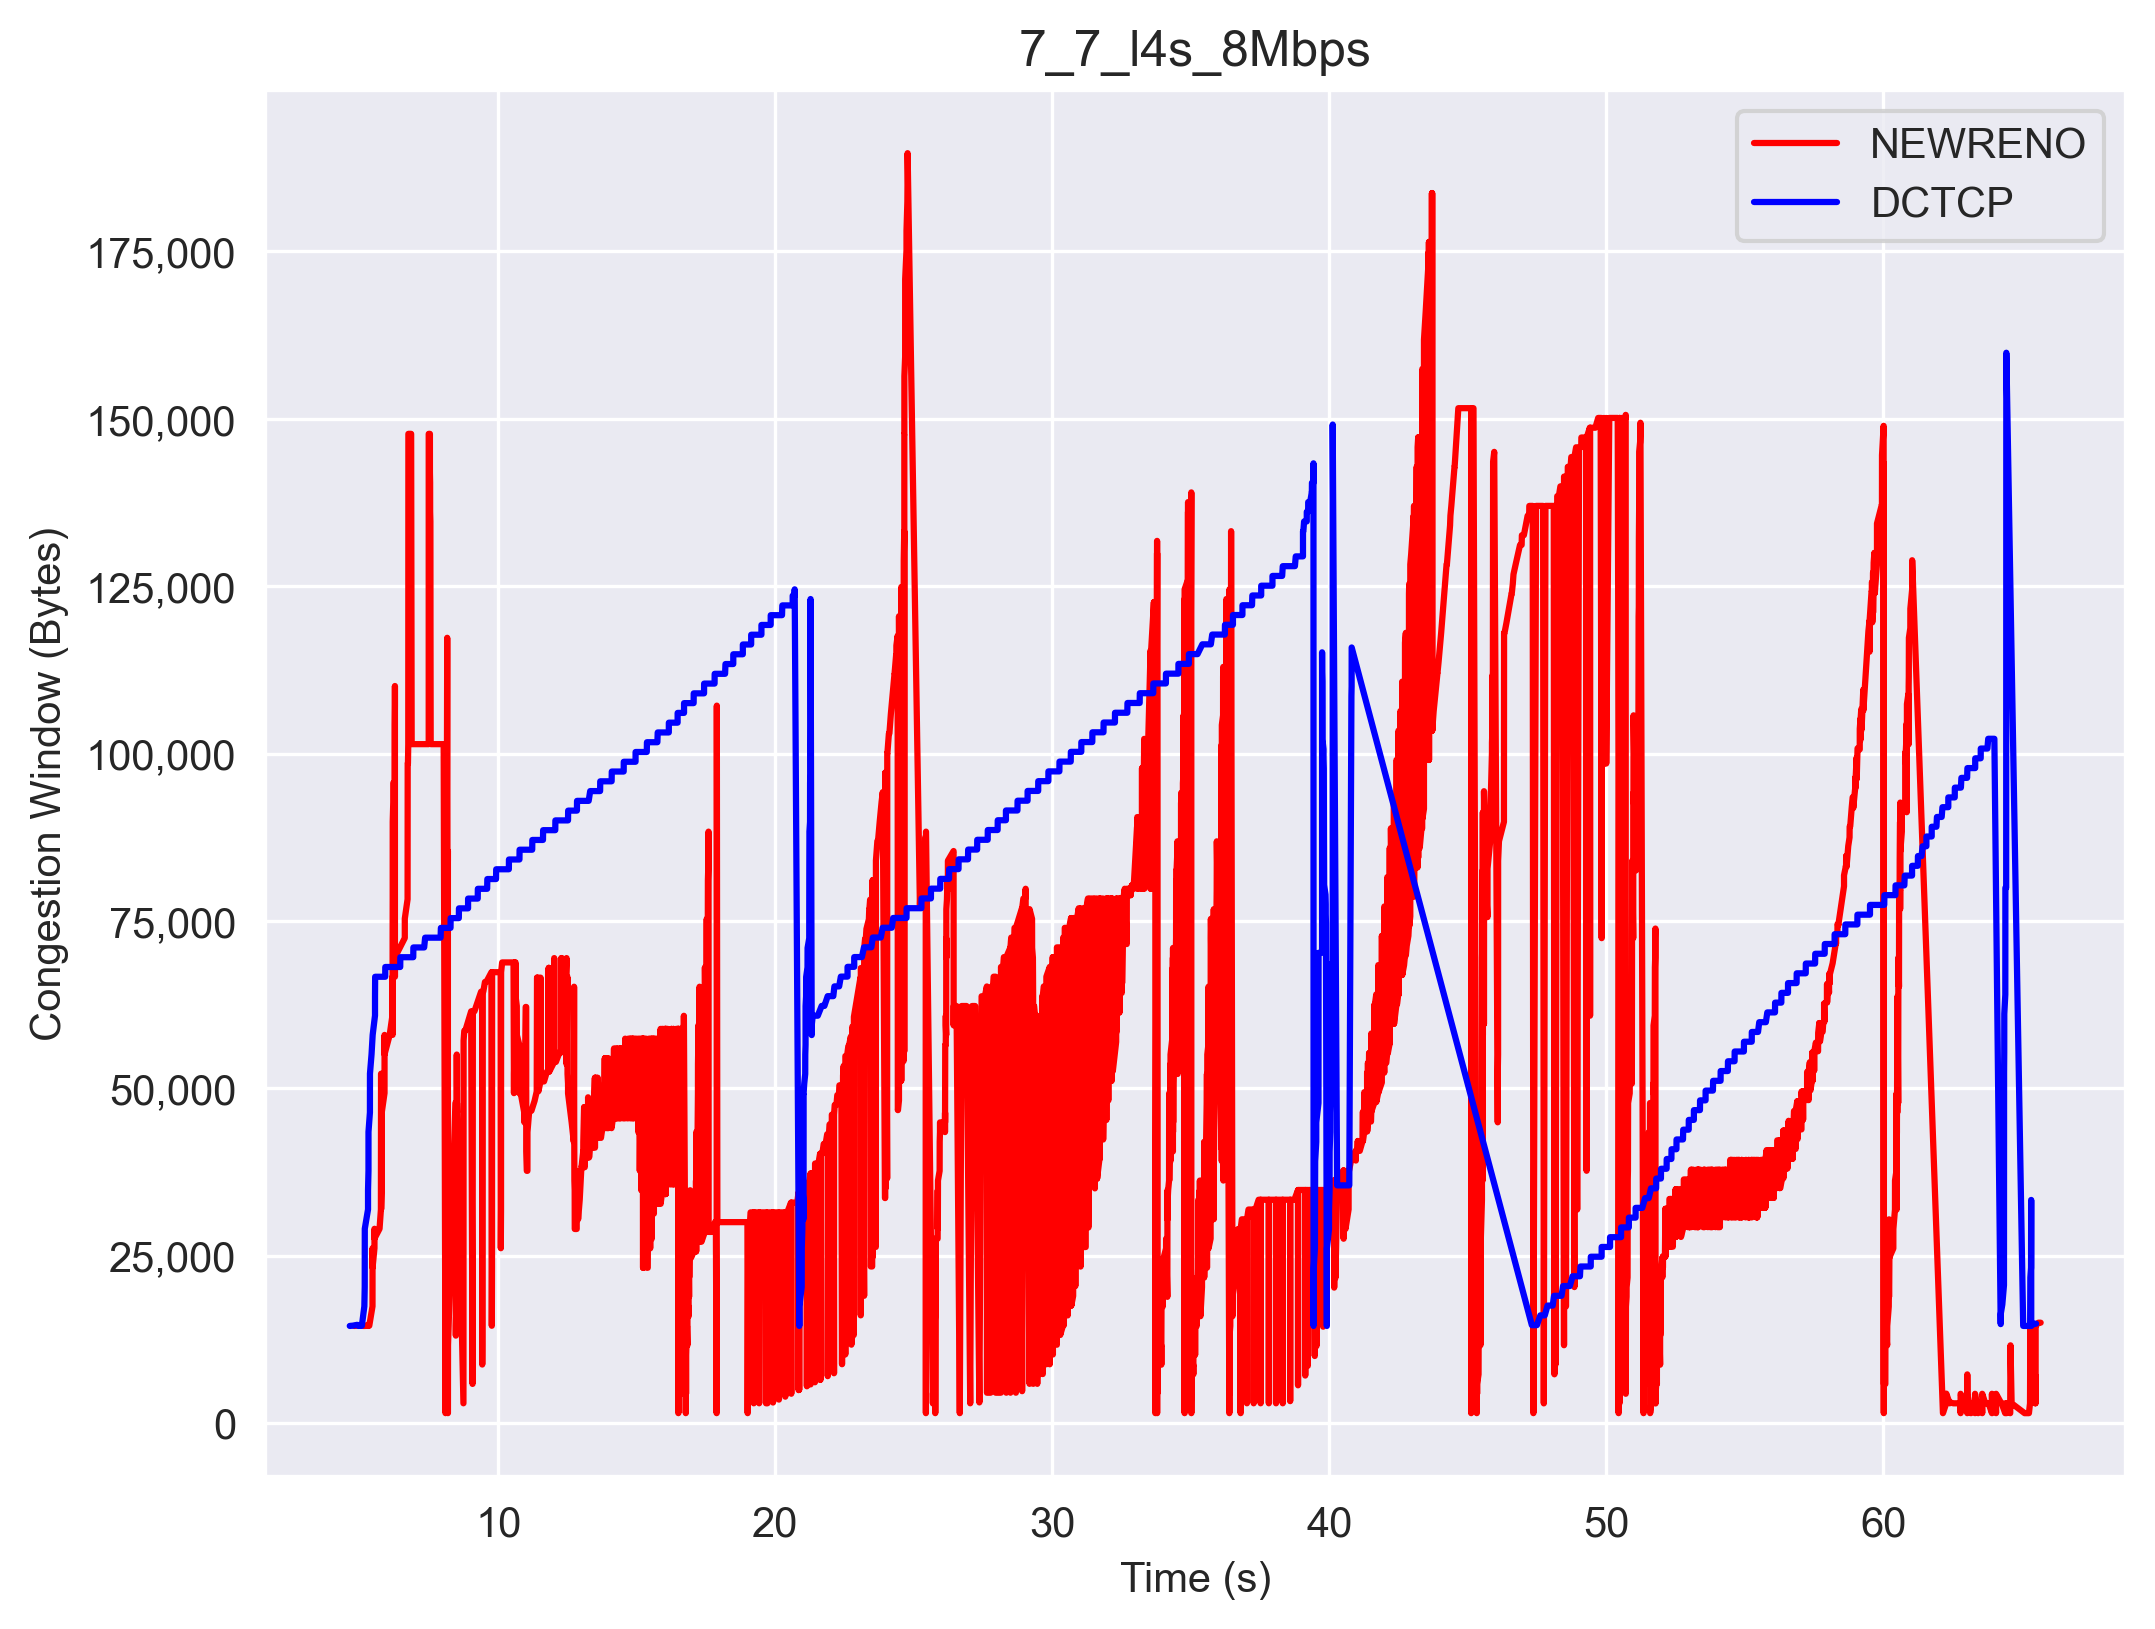 7_7_l4s_8Mbps
NEWRENO
DCTCP
Congestion Window (Bytes)
175,000
150,000
125,000
100,000
75,000
50,000
25,000
0
10 20 30 40 50 60
Time (s)